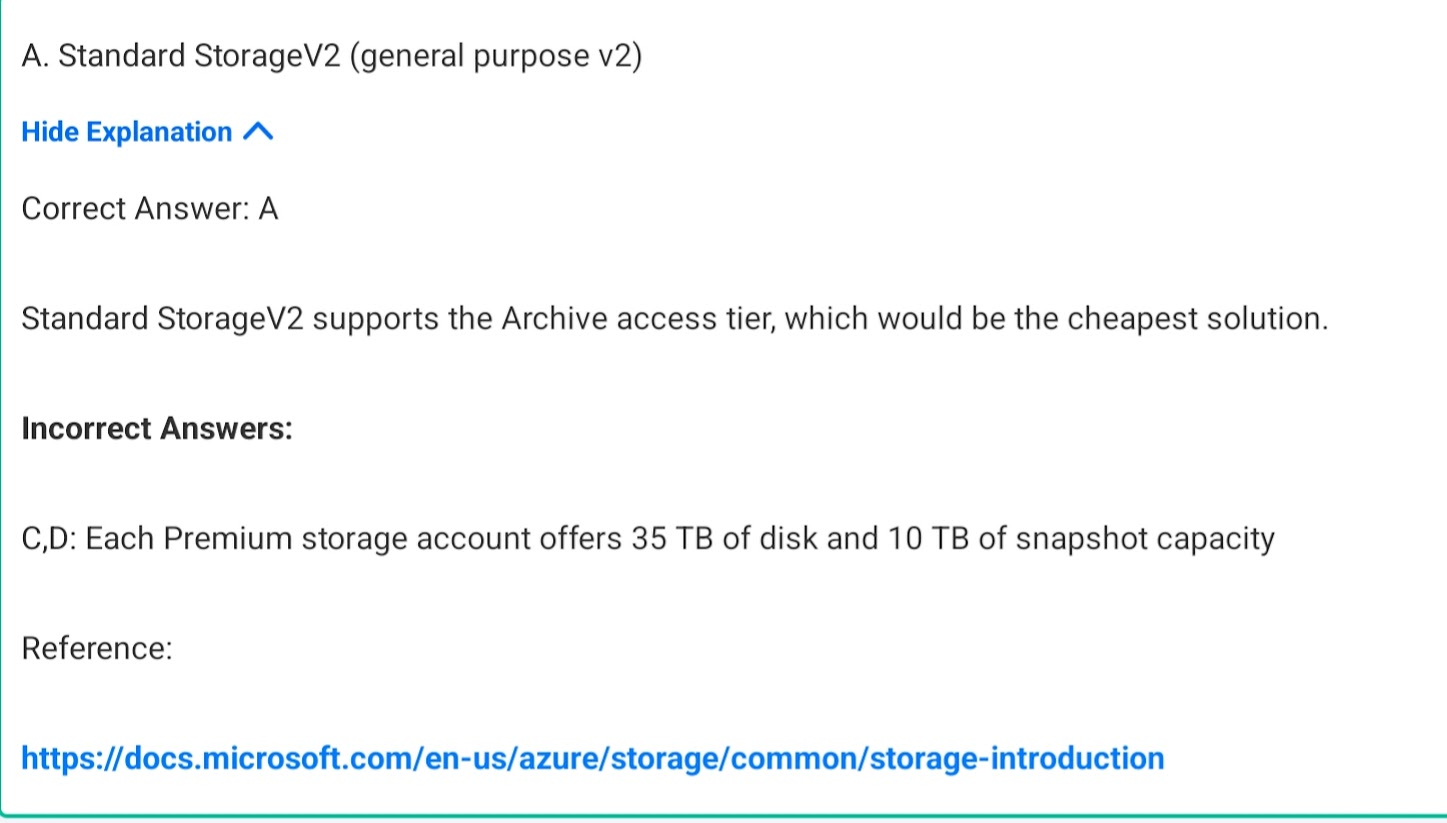 A. Standard StorageV2 (general purpose v2)
Hide Explanation
Correct Answer: A
Standard StorageV2 supports the Archive access tier, which would be the cheapest solution.
Incorrect Answers:
C,D: Each Premium storage account offers 35 TB of disk and 10 TB of snapshot capacity
Reference:
https://docs.microsoft.com/en-us/azure/storage/common/storage-introduction